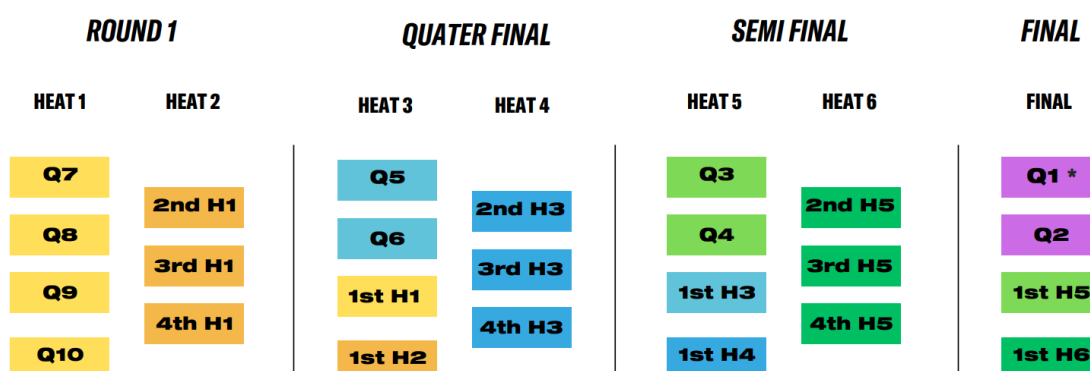 ROUND 1
QUATER FINAL
SEMI FINAL
FINAL
HEAT 1
HEAT 2
HEAT 3
HEAT 4
HEAT 5
HEAT 6
FINAL
Q7
Q8
Q9
Q10
2nd H1
3rd H1
4th H1
Q5
Q6
1st H1
1st H2
2nd H3
3rd H3
4th H3
Q3
Q4
1st H3
1st H4
2nd H5
3rd H5
4th H5
Q1 *
Q2
1st H5
1st H6